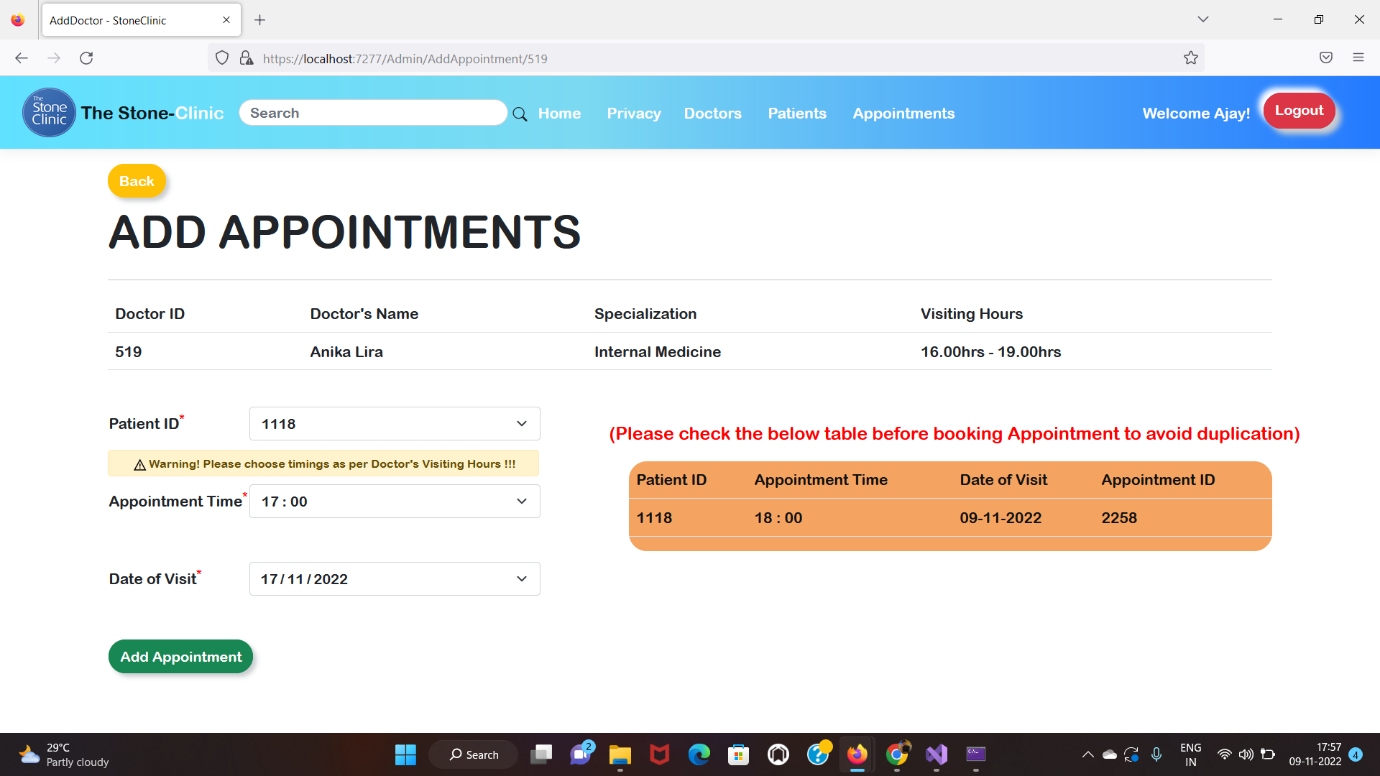 AddDoctor - StoneClinic
https://localhost:7277/Admin/AddAppointment/519
The Stone Clinic
The Stone-Clinic
Search
Home
Privacy
Doctors
Patients
Appointments
Welcome Ajay!
Logout
Back
ADD APPOINTMENTS
Doctor ID Doctor's Name Specialization Visiting Hours
519 Anika Lira Internal Medicine 16.00hrs - 19.00hrs
Patient ID* 1118
Warning! Please choose timings as per Doctor's Visiting Hours !!!
Appointment Time* 17 : 00
Date of Visit* 17/11/2022
Add Appointment
(Please check the below table before booking Appointment to avoid duplication)
Patient ID Appointment Time Date of Visit Appointment ID
1118 18 : 00 09-11-2022 2258
29°C
Partly cloudy
Search
2
ENG
IN
17:57
09-11-2022
4